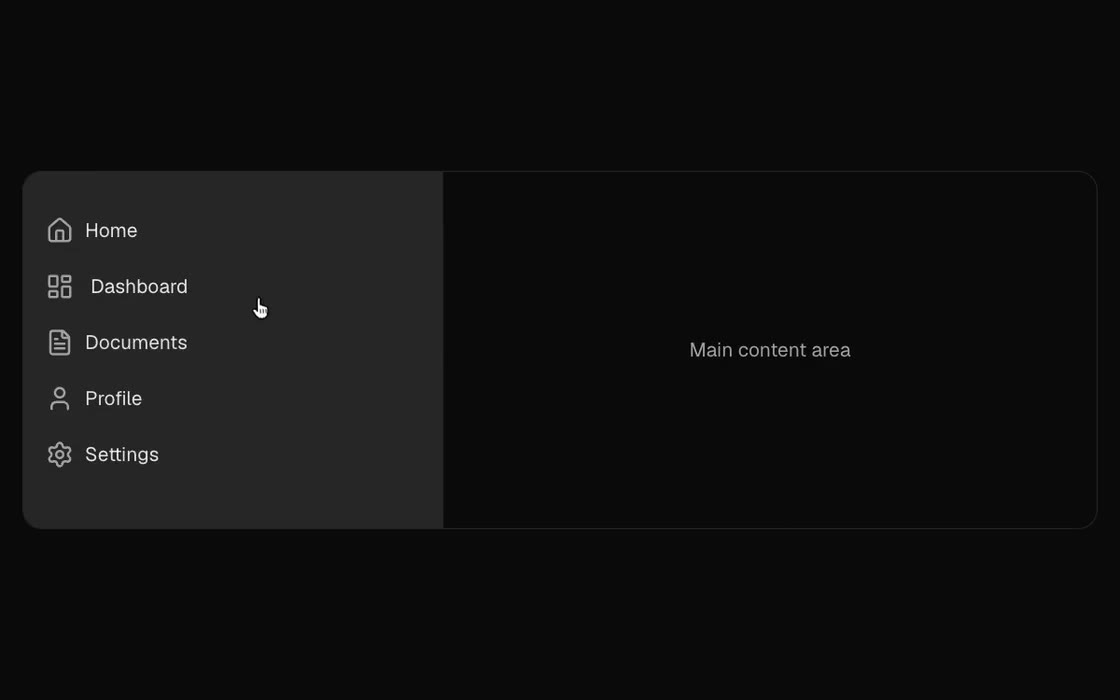 Home
Dashboard
Documents
Profile
Settings
Main content area